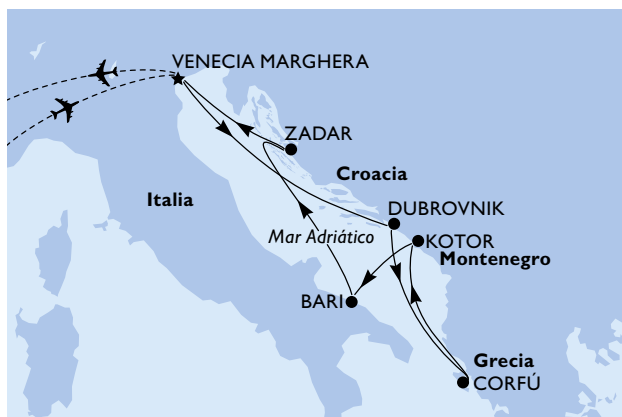 VENECIA MARGHERA
ZADAR
Croacia
Italia
DUBROVNIK
Mar Adriático
KOTOR
Montenegro
BARI
Grecia
CORFÚ